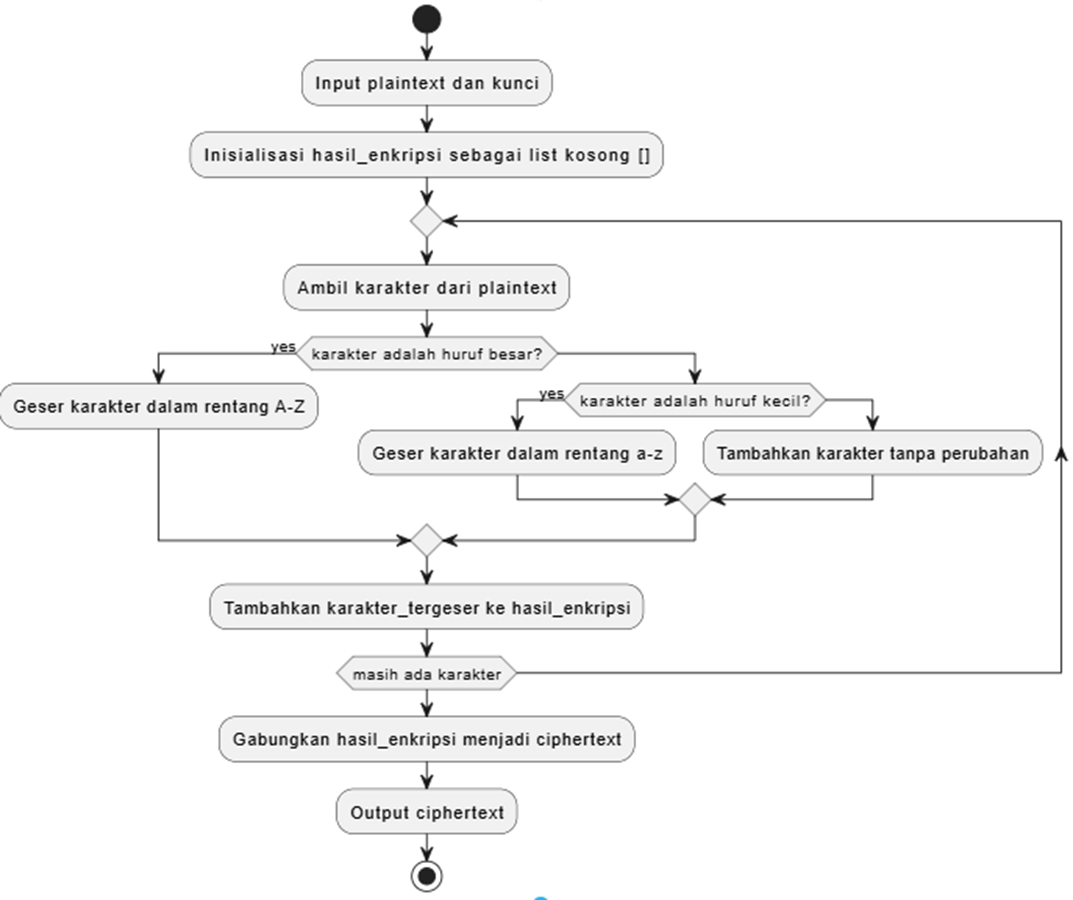 Input plaintext dan kunci
Inisialisasi hasil_enkripsi sebagai list kosong []
Ambil karakter dari plaintext
yes
karakter adalah huruf besar?
Geser karakter dalam rentang A-Z
yes
karakter adalah huruf kecil?
Geser karakter dalam rentang a-z
Tambahkan karakter tanpa perubahan
Tambahkan karakter_tergeser ke hasil_enkripsi
masih ada karakter
Gabungkan hasil_enkripsi menjadi ciphertext
Output ciphertext